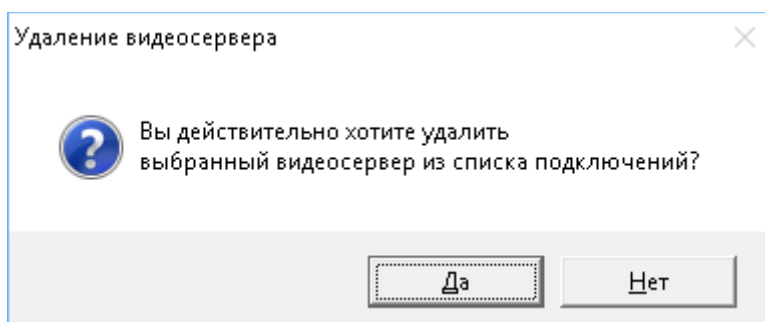 Удаление видеосервера
Вы действительно хотите удалить
выбранный видеосервер из списка подключений?
Да
Нет